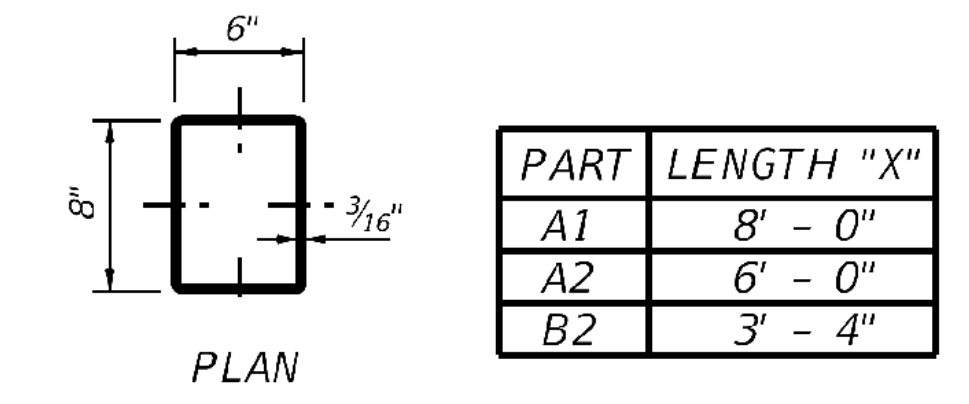 6"
8"
3/16"
PLAN
PART LENGTH "X"
A1 8' - 0"
A2 6' - 0"
B2 3' - 4"